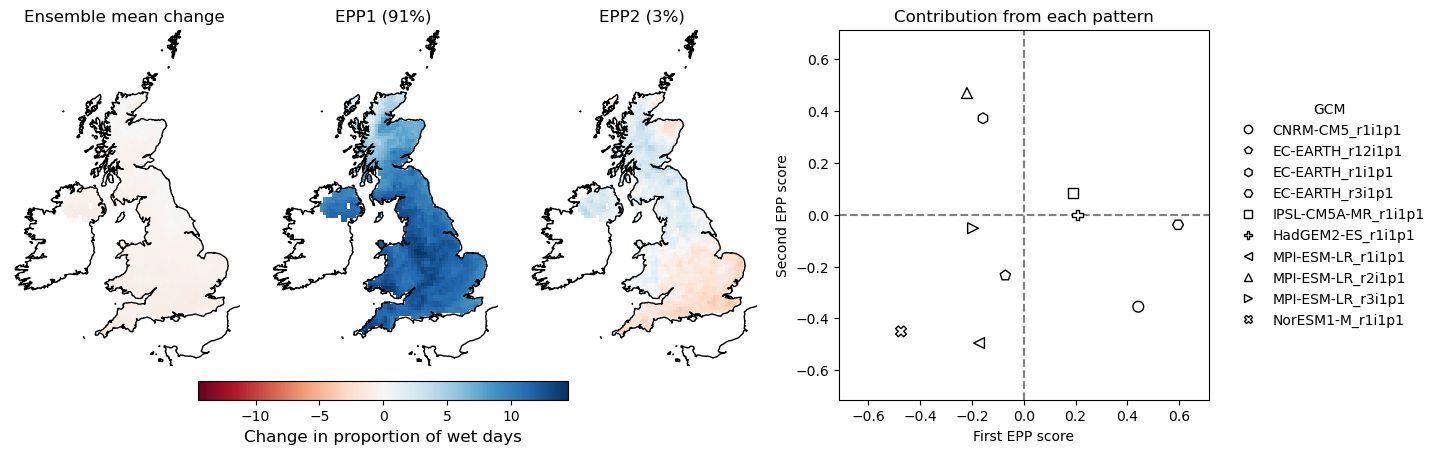 Ensemble mean change
EPP1 (91%)
EPP2 (3%)
Contribution from each pattern
−10
−5
0
5
10
Change in proportion of wet days
Second EPP score
0.6
0.4
0.2
0.0
−0.2
−0.4
−0.6
−0.6
−0.4
−0.2
0.0
0.2
0.4
0.6
First EPP score
GCM
CNRM-CM5_r1i1p1
EC-EARTH_r12i1p1
EC-EARTH_r1i1p1
EC-EARTH_r3i1p1
IPSL-CM5A-MR_r1i1p1
HadGEM2-ES_r1i1p1
MPI-ESM-LR_r1i1p1
MPI-ESM-LR_r2i1p1
MPI-ESM-LR_r3i1p1
NorESM1-M_r1i1p1